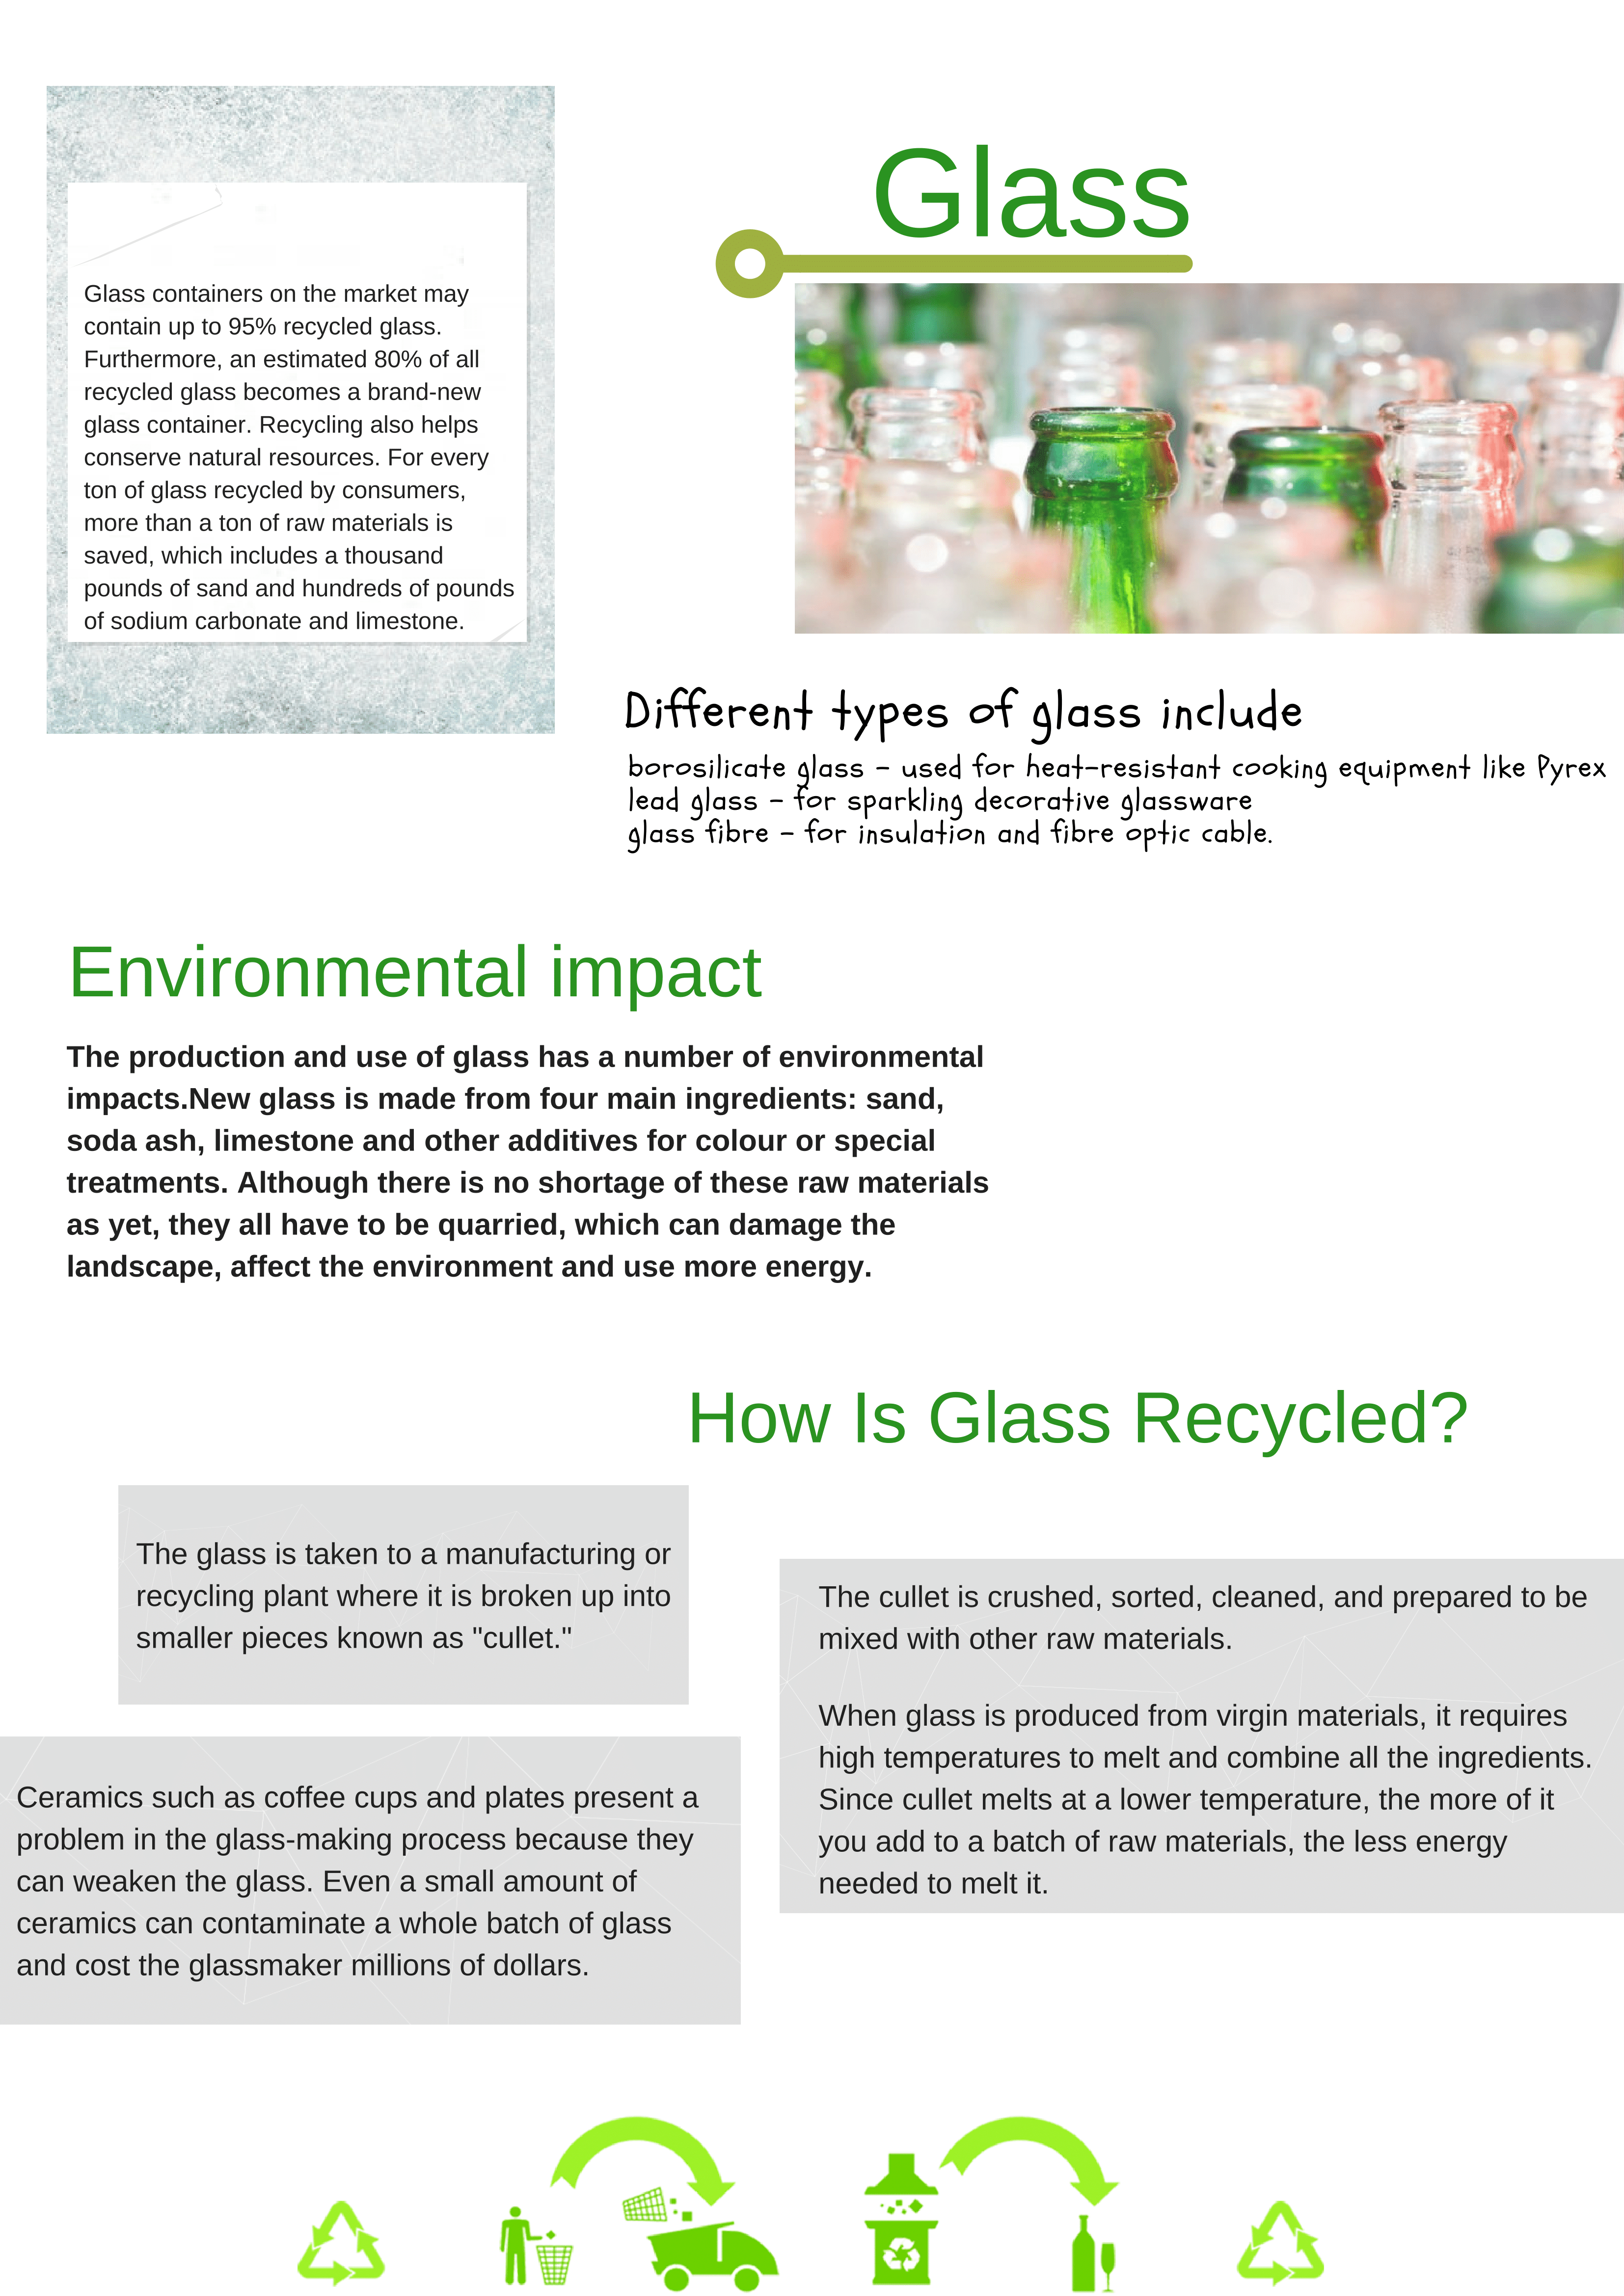 Glass
Glass containers on the market may
contain up to 95% recycled glass.
Furthermore, an estimated 80% of all
recycled glass becomes a brand-new
glass container. Recycling also helps
conserve natural resources. For every
ton of glass recycled by consumers,
more than a ton of raw materials is
saved, which includes a thousand
pounds of sand and hundreds of pounds
of sodium carbonate and limestone.
Different types of glass include
borosilicate glass - used for heat-resistant cooking equipment like Pyrex
lead glass - for sparkling decorative glassware
glass fibre - for insulation and fibre optic cable.
Environmental impact
The production and use of glass has a number of environmental
impacts.New glass is made from four main ingredients: sand,
soda ash, limestone and other additives for colour or special
treatments. Although there is no shortage of these raw materials
as yet, they all have to be quarried, which can damage the
landscape, affect the environment and use more energy.
How Is Glass Recycled?
The glass is taken to a manufacturing or
recycling plant where it is broken up into
smaller pieces known as "cullet."
The cullet is crushed, sorted, cleaned, and prepared to be
mixed with other raw materials.
When glass is produced from virgin materials, it requires
high temperatures to melt and combine all the ingredients.
Since cullet melts at a lower temperature, the more of it
you add to a batch of raw materials, the less energy
needed to melt it.
Ceramics such as coffee cups and plates present a
problem in the glass-making process because they
can weaken the glass. Even a small amount of
ceramics can contaminate a whole batch of glass
and cost the glassmaker millions of dollars.